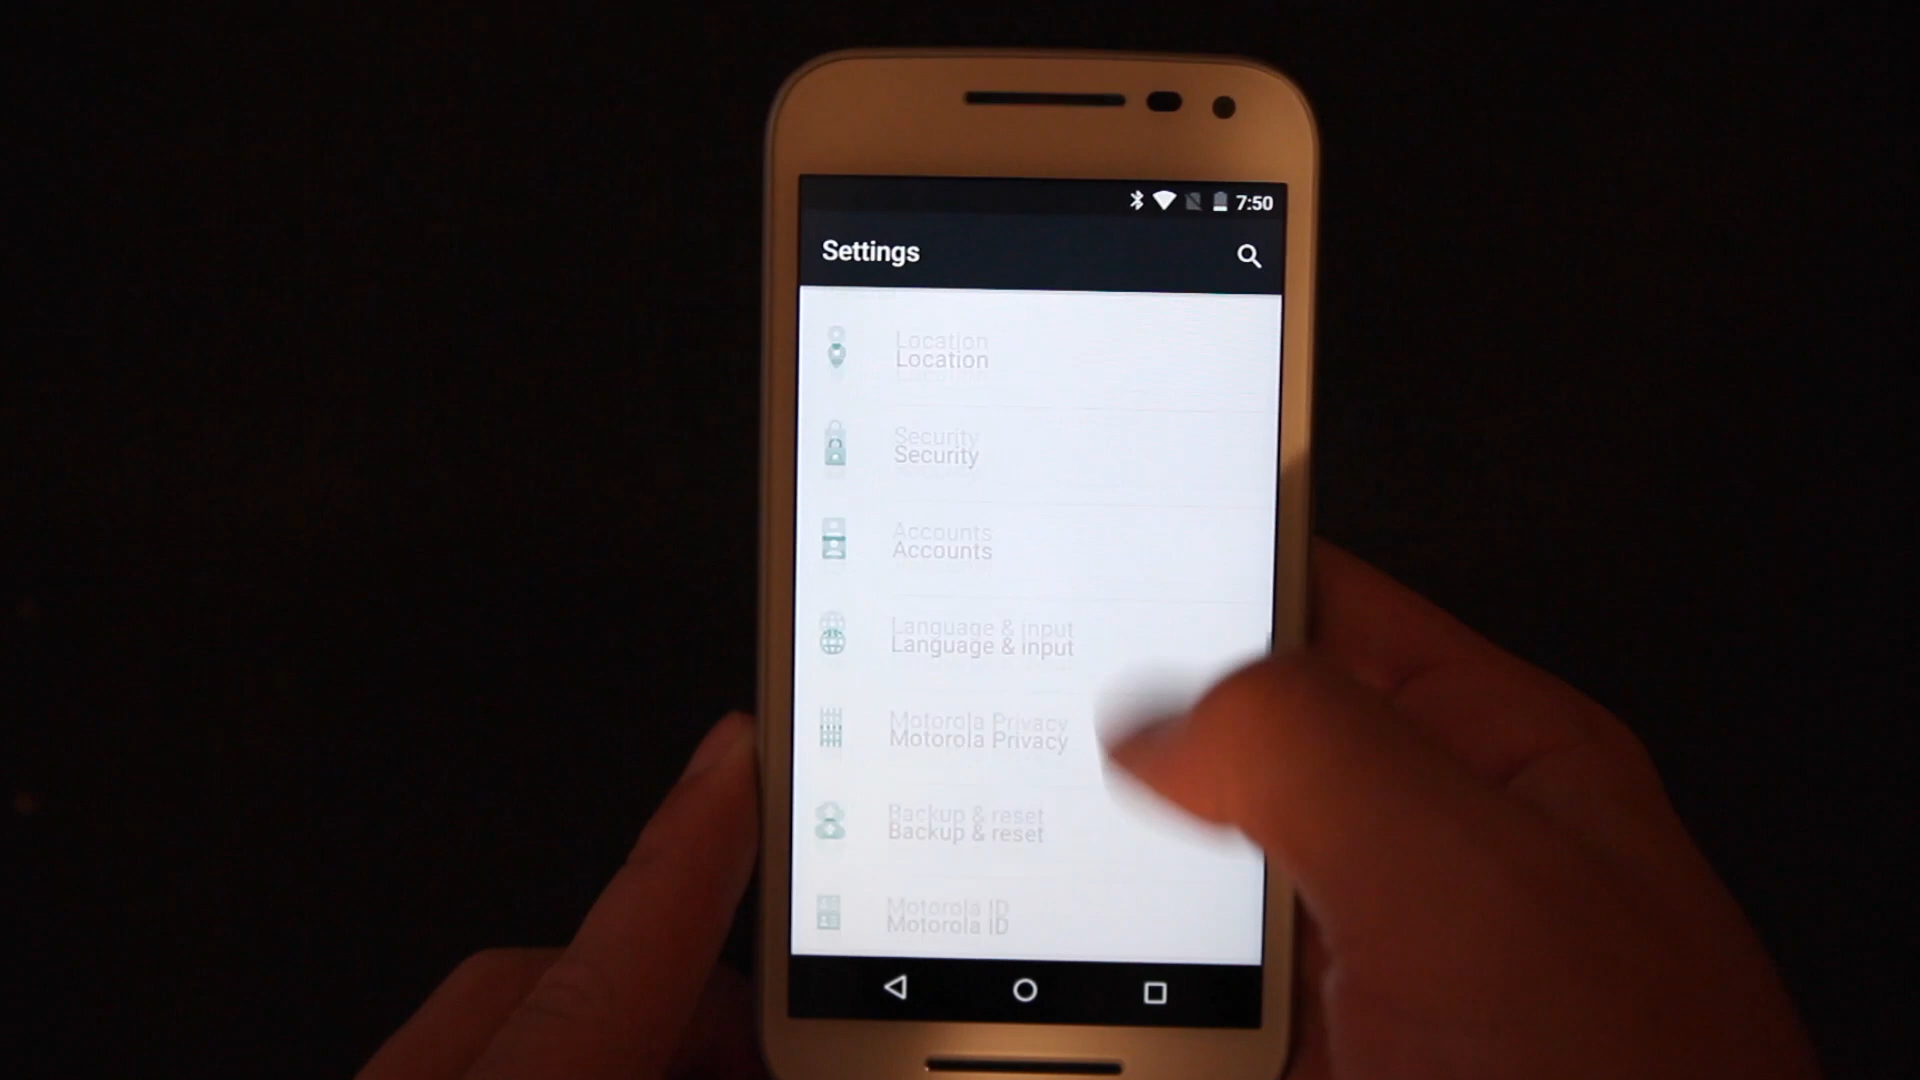 7:50
Settings
Location
Security
Accounts
Language & input
Motorola Privacy
Backup & reset
Motorola ID